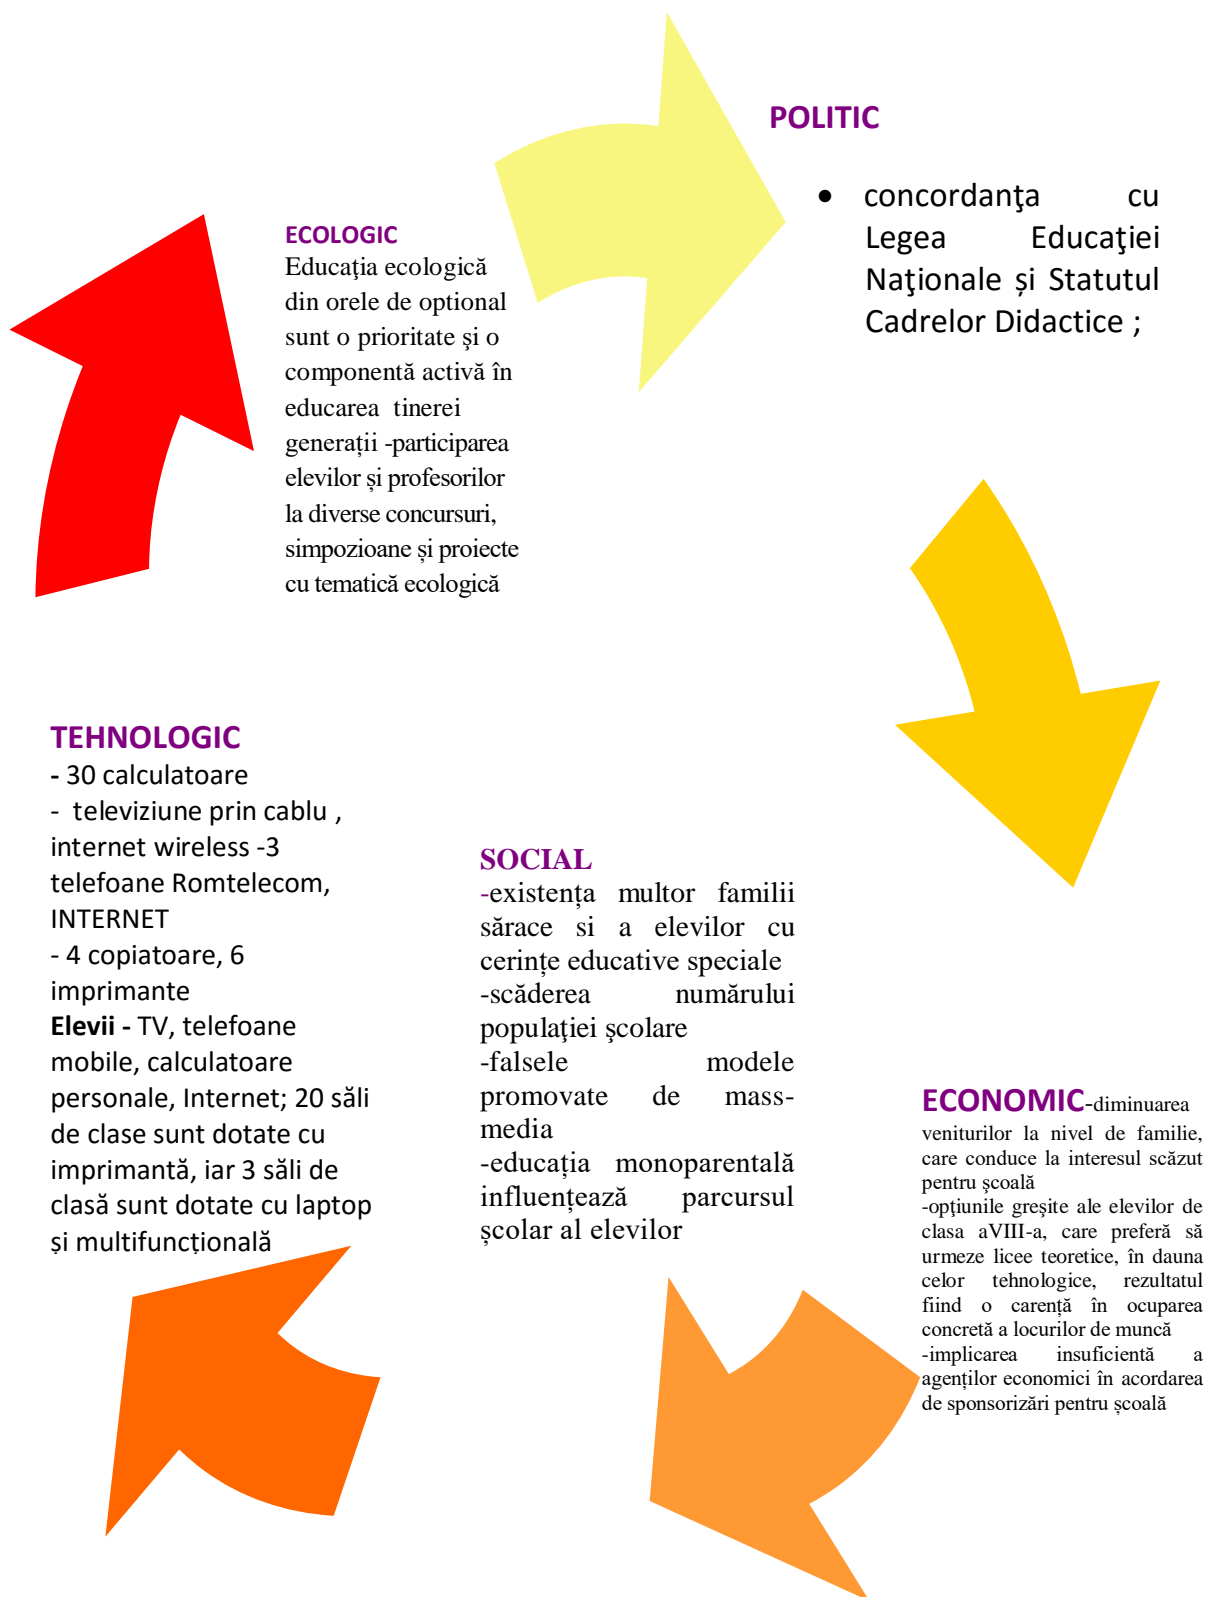 POLITIC
• concordanţa cu
Legea Educaţiei
Naţionale și Statutul
Cadrelor Didactice ;
ECOLOGIC
Educaţia ecologică
din orele de optional
sunt o prioritate şi o
componentă activă în
educarea tinerei
generații -participarea
elevilor și profesorilor
la diverse concursuri,
simpozioane și proiecte
cu tematică ecologică
TEHNOLOGIC
- 30 calculatoare
- televiziune prin cablu ,
internet wireless -3
telefoane Romtelecom,
INTERNET
- 4 copiatoare, 6
imprimante
Elevii - TV, telefoane
mobile, calculatoare
personale, Internet; 20 săli
de clase sunt dotate cu
imprimantă, iar 3 săli de
clasă sunt dotate cu laptop
și multifuncțională
SOCIAL
-existența multor familii
sărace si a elevilor cu
cerințe educative speciale
-scăderea numărului
populaţiei şcolare
-falsele modele
promovate de mass-
media
-educația monoparentală
influențează parcursul
școlar al elevilor
ECONOMIC-diminuarea
veniturilor la nivel de familie,
care conduce la interesul scăzut
pentru şcoală
-opţiunile greşite ale elevilor de
clasa aVIII-a, care preferă să
urmeze licee teoretice, în dauna
celor tehnologice, rezultatul
fiind o carență în ocuparea
concretă a locurilor de muncă
-implicarea insuficientă a
agenților economici în acordarea
de sponsorizări pentru școală